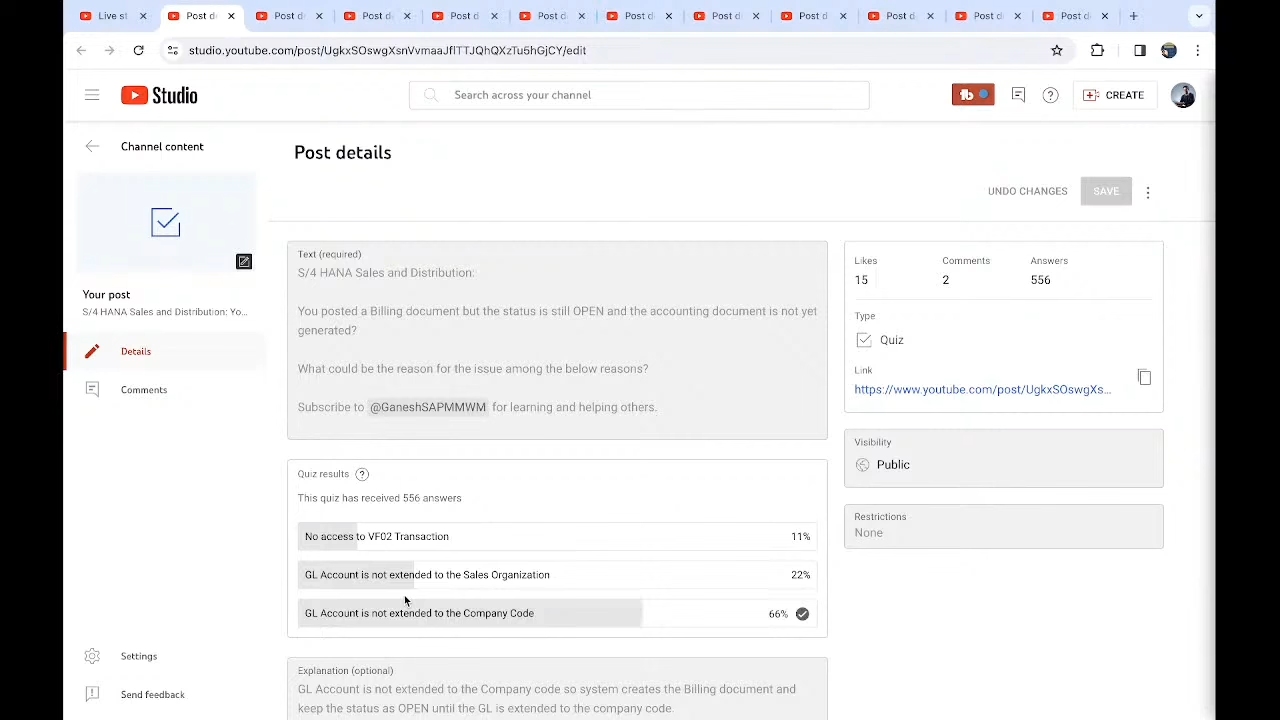 Live st
Post d
Post d
Post d
Post d
Post d
Post d
Post d
Post d
Post d
Post d
Post d
studio.youtube.com/post/UgkxSOswgXsnVvmaaJflTTJQhQXzTu5hGjCY/edit
Studio
Search across your channel
CREATE
Channel content
Post details
UNDO CHANGES
SAVE
Your post
S/4 HANA Sales and Distribution: Yo...
Details
Comments
Settings
Send feedback
Text (required)
S/4 HANA Sales and Distribution:
You posted a Billing document but the status is still OPEN and the accounting document is not yet
generated?
What could be the reason for the issue among the below reasons?
Subscribe to @GaneshSAPMMWM for learning and helping others.
Quiz results
This quiz has received 556 answers
No access to VF02 Transaction 11%
GL Account is not extended to the Sales Organization 22%
GL Account is not extended to the Company Code 66%
Explanation (optional)
GL Account is not extended to the Company Code system creates the Billing document and
keep the status as OPEN until the GL is extended to the company code.
Likes Comments Answers
15 2 556
Type
Quiz
Link
https://www.youtube.com/post/UgkxSOswgXs...
Visibility
Public
Restrictions
None